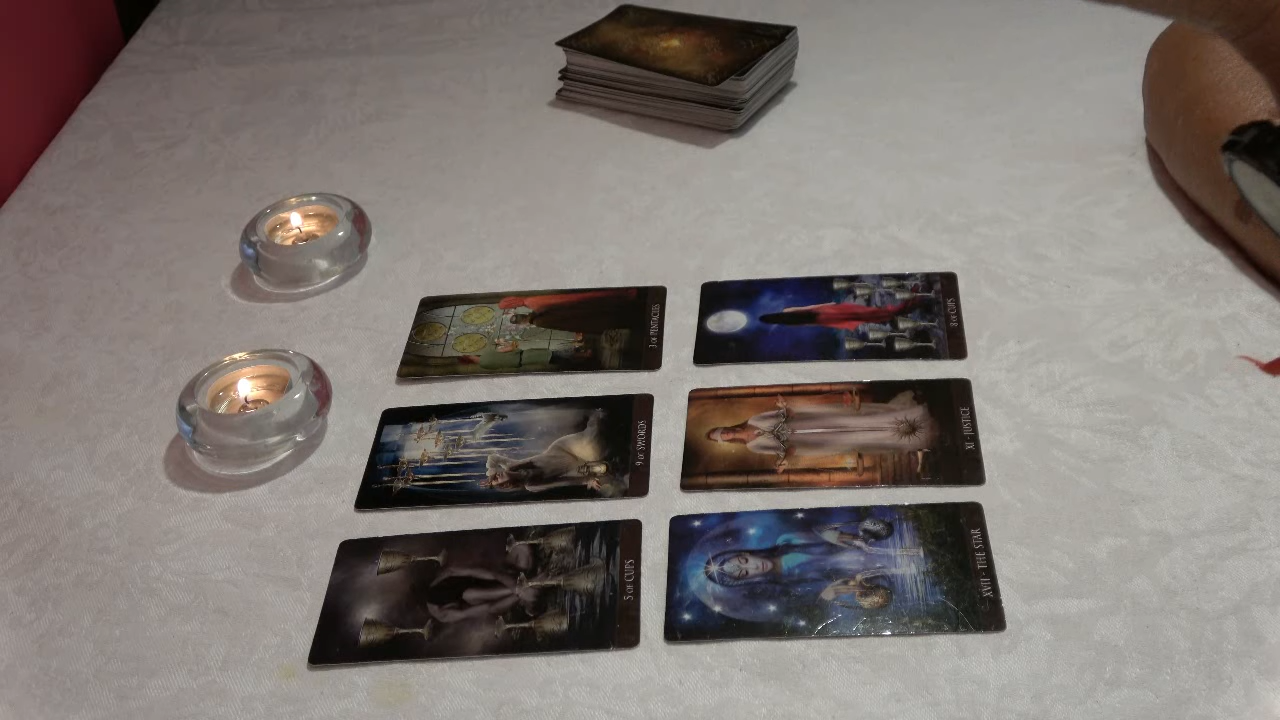 3 OF PENTACLES
8 OF CUPS
9 OF SWORDS
XI - JUSTICE
5 OF CUPS
XVII - THE STAR